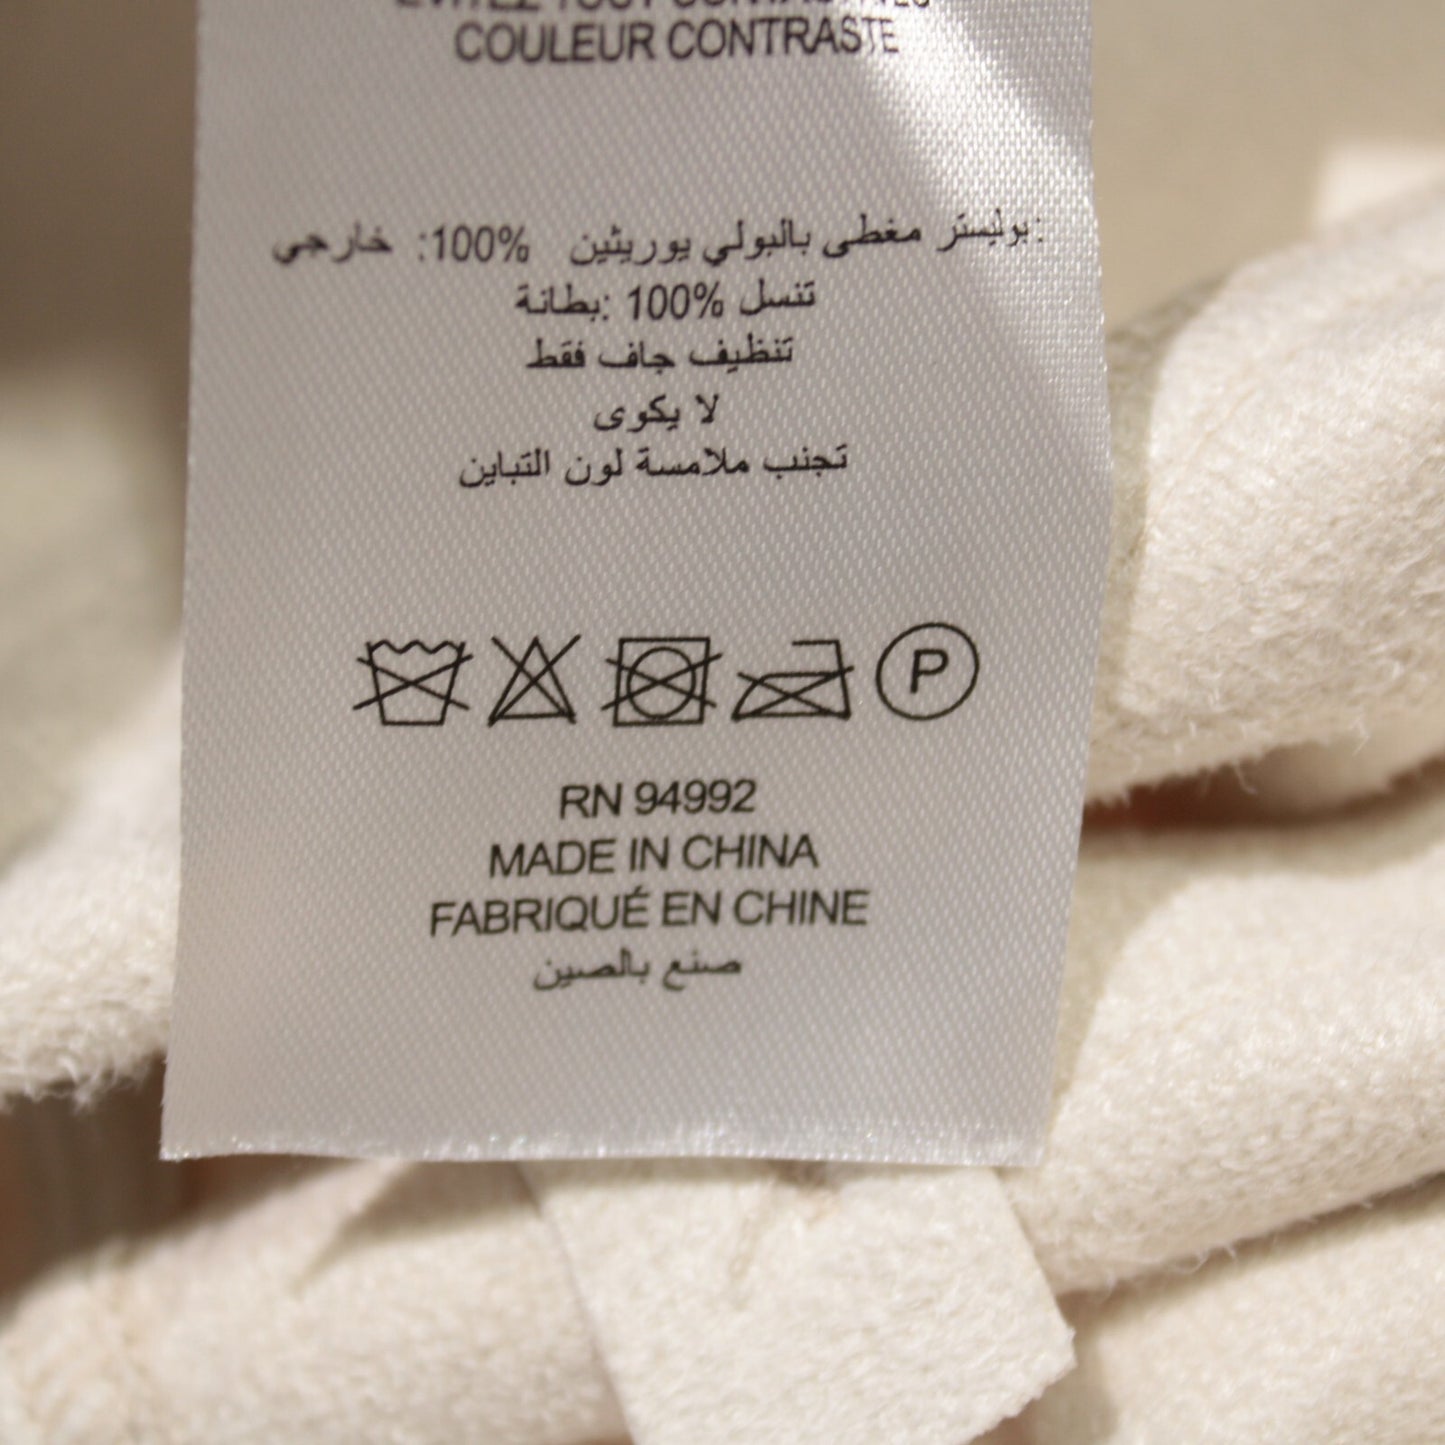 COULEUR CONTRASTE
بوليستر مغطى بالبولي يوريثين 100%: خارجي:
تنسل 100% :بطانة
تنظيف جاف فقط
لا يكوى
تجنب ملامسة لون التباين
P
RN 94992
MADE IN CHINA
FABRIQUÉ EN CHINE
صنع بالصين